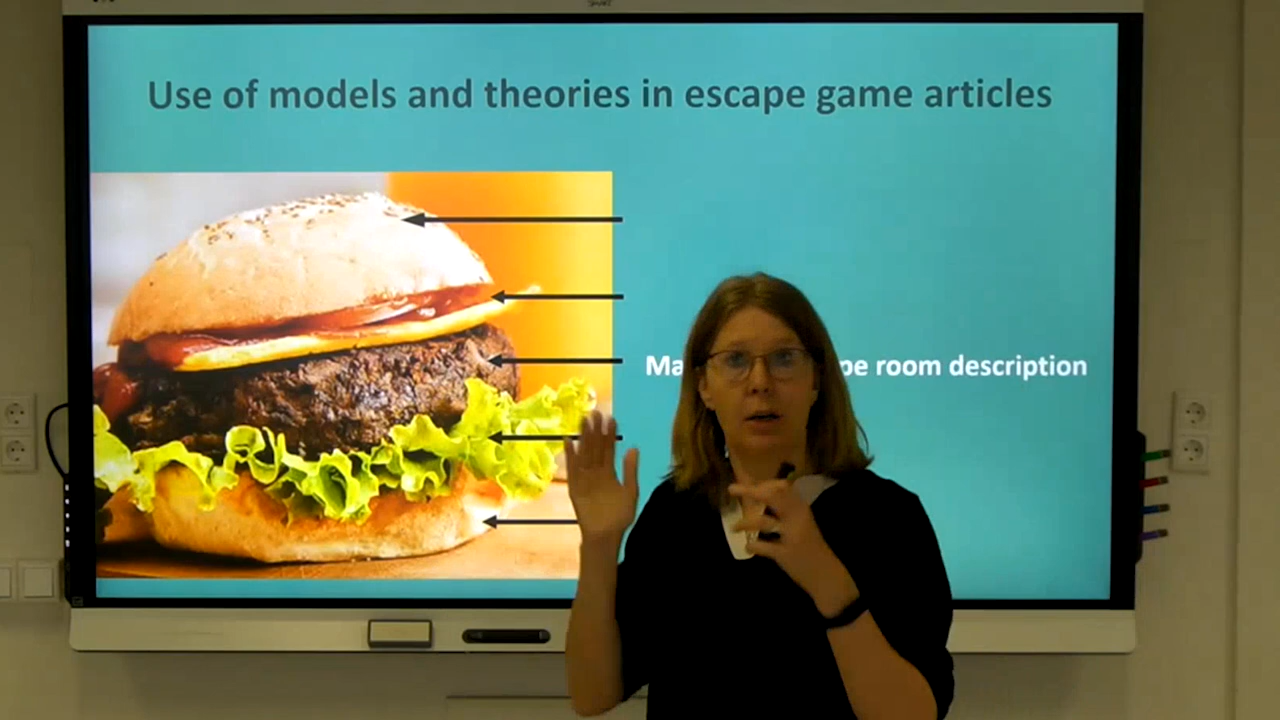 Use of models and theories in escape game articles
room description